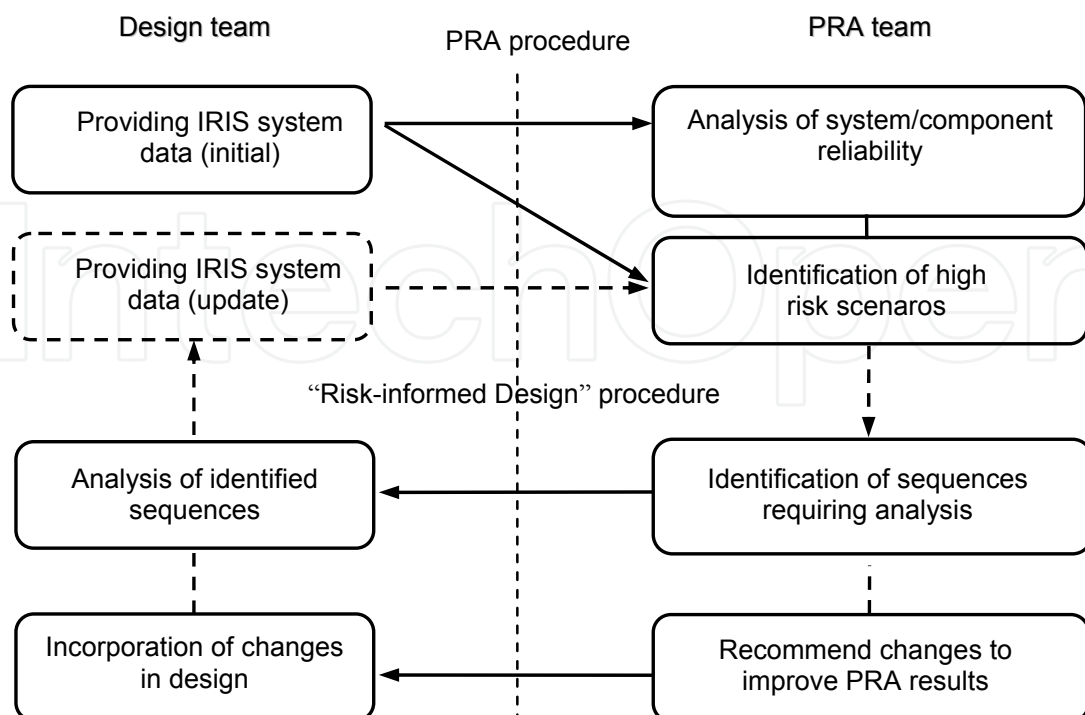 Design team
PRA procedure
PRA team
Providing IRIS system
data (initial)
Analysis of system/component
reliability
Providing IRIS system
data (update)
Identification of high
risk scenaros
“Risk-informed Design” procedure
Analysis of identified
sequences
Identification of sequences
requiring analysis
Incorporation of changes
in design
Recommend changes to
improve PRA results
IntechOpen